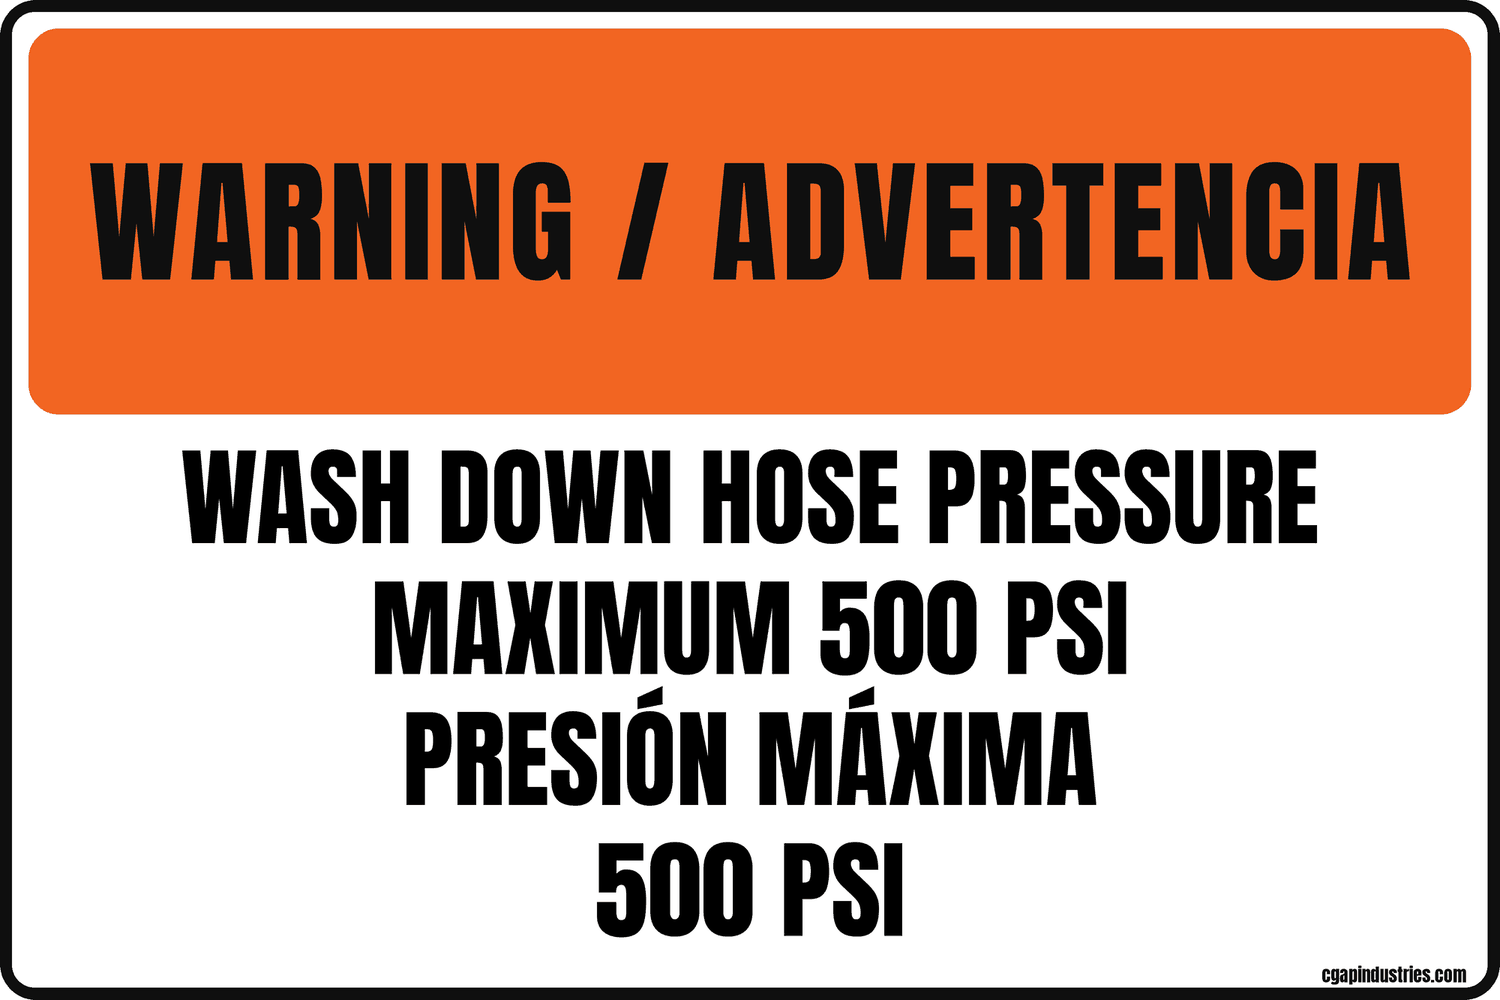 WARNING / ADVERTENCIA
WASH DOWN HOSE PRESSURE
MAXIMUM 500 PSI
PRESIÓN MÁXIMA
500 PSI
cgapindustries.com